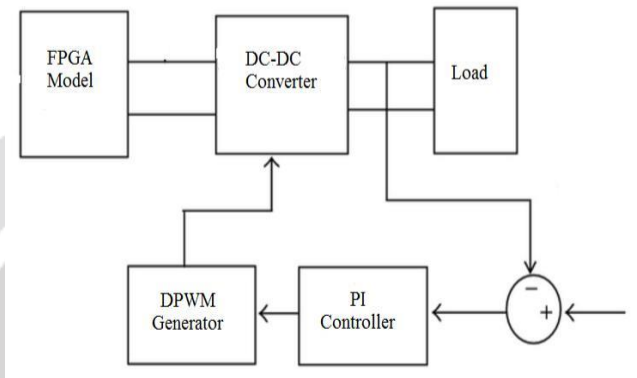 FPGA
Model
DC-DC
Converter
Load
DPWM
Generator
PI
Controller
−
+